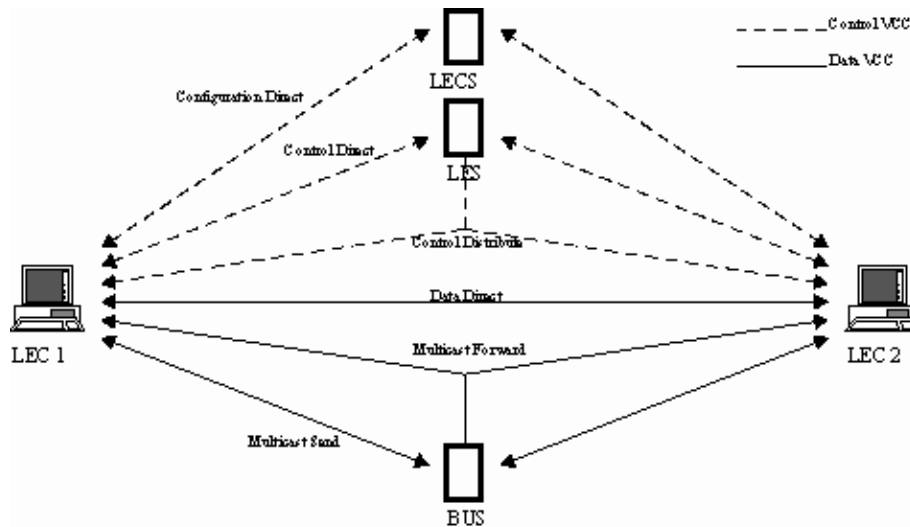 Control VCC
Data VCC
LECS
Configuration Direct
Control Direct
LES
Control Distribute
Data Direct
LEC 1
LEC 2
Multicast Forward
Multicast Send
BUS